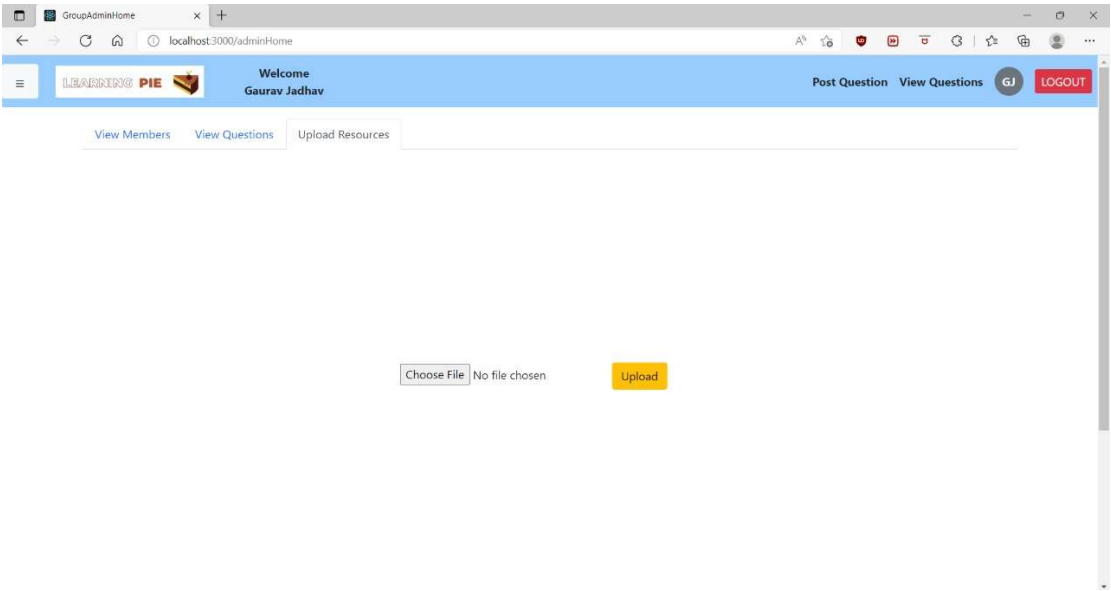 GroupAdminHome
localhost:3000/adminHome
LEARNING PIE
Welcome
Gaurav Jadhav
Post Question View Questions GJ LOGOUT
View Members View Questions Upload Resources
Choose File No file chosen Upload